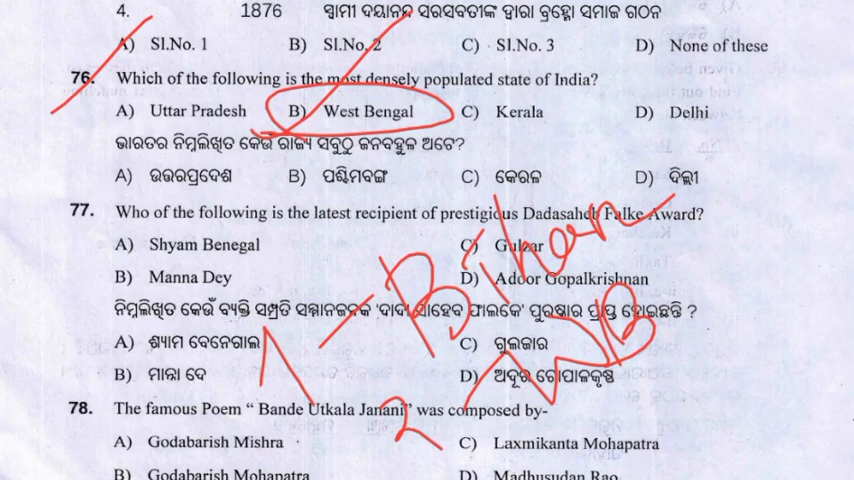 4. 1876 ସ୍ୱାମୀ ଦୟାନନ୍ଦ ସରସବତୀଙ୍କ ଦ୍ୱାରା ବ୍ରହ୍ମୋ ସମାଜ ଗଠନ
A) Sl.No. 1 B) Sl.No. 2 C) Sl.No. 3 D) None of these
76. Which of the following is the most densely populated state of India?
A) Uttar Pradesh B) West Bengal C) Kerala D) Delhi
ଭାରତର ନିମ୍ନଲିଖିତ କେଉଁ ରାଜ୍ୟ ସବୁଠୁ ଜନବହୁଳ ଅଟେ?
A) ଉତ୍ତରପ୍ରଦେଶ B) ପଶ୍ଚିମବଙ୍ଗ C) କେରଳ D) ଦିଲ୍ଲୀ
77. Who of the following is the latest recipient of prestigious Dadasaheb Falke Award?
A) Shyam Benegal C) Gulzar
B) Manna Dey D) Adoor Gopalkrishnan
ନିମ୍ନଲିଖିତ କେଉଁ ବ୍ୟକ୍ତି ସମ୍ପ୍ରତି ସମ୍ମାନଜନକ 'ଦାଦା ସାହେବ ଫାଲକେ' ପୁରଷ୍କାର ପ୍ରାପ୍ତ ହୋଇଛନ୍ତି ?
A) ଶ୍ୟାମ ବେନେଗାଲ C) ଗୁଲଜାର
B) ମାନ୍ନା ଦେ D) ଅଦୂର ଗୋପାଳକୃଷ୍ଣ
1 - Bihar
2 - WB
78. The famous Poem “ Bande Utkala Janani” was composed by-
A) Godabarish Mishra C) Laxmikanta Mohapatra
B) Godabarish Mohapatra D) Madhusudan Rao